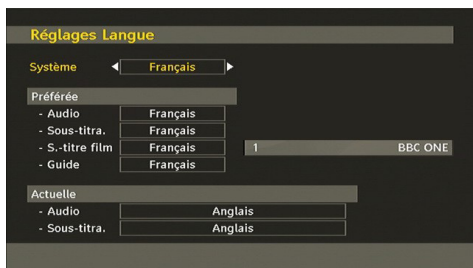 Réglages Langue
Système Français
Préférée
- Audio Français
- Sous-titra. Français
- S.-titre film Français 1 BBC ONE
- Guide Français
Actuelle
- Audio Anglais
- Sous-titra. Anglais